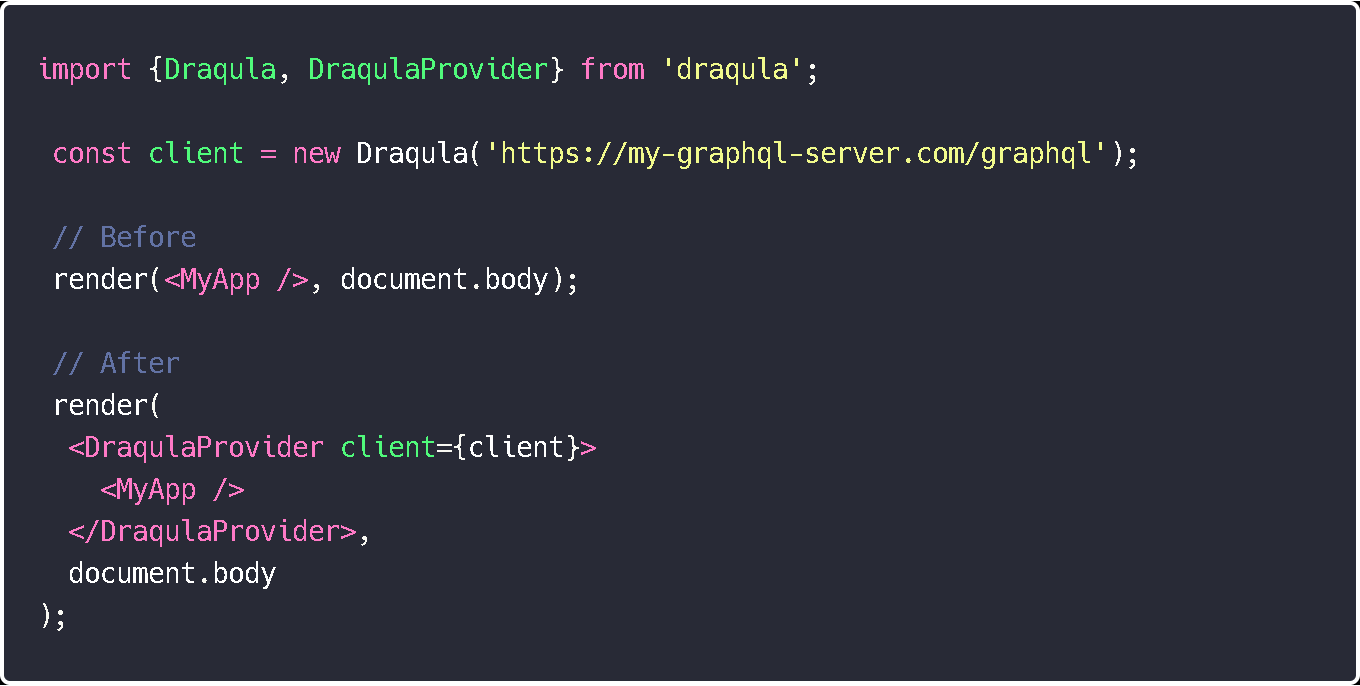 import {Draqula, DraqulaProvider} from 'draqula';
const client = new Draqula('https://my-graphql-server.com/graphql');
// Before
render(<MyApp />, document.body);
// After
render(
<DraqulaProvider client={client}>
<MyApp />
</DraqulaProvider>,
document.body
);